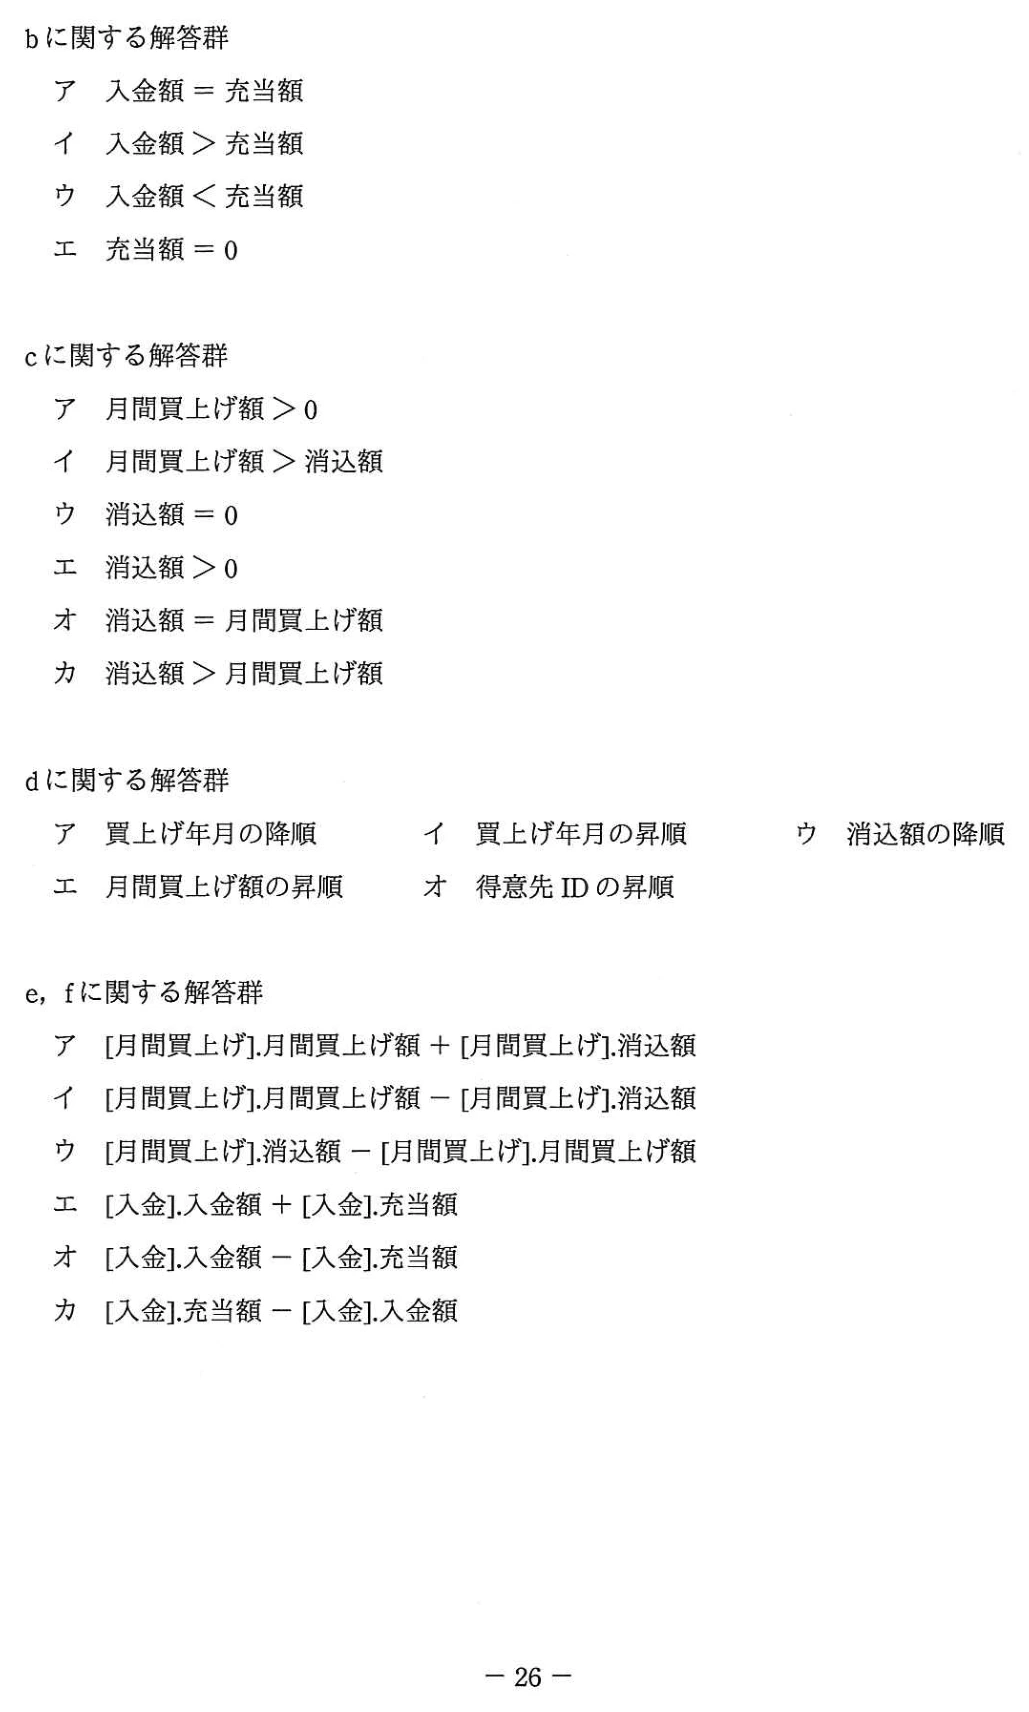 bに関する解答群
ア 入金額 = 充当額
イ 入金額 > 充当額
ウ 入金額 < 充当額
エ 充当額 = 0
cに関する解答群
ア 月間買上げ額 > 0
イ 月間買上げ額 > 消込額
ウ 消込額 = 0
エ 消込額 > 0
オ 消込額 = 月間買上げ額
カ 消込額 > 月間買上げ額
dに関する解答群
ア 買上げ年月の降順 イ 買上げ年月の昇順 ウ 消込額の降順
エ 月間買上げ額の昇順 オ 得意先 ID の昇順
e，fに関する解答群
ア [月間買上げ].月間買上げ額 + [月間買上げ].消込額
イ [月間買上げ].月間買上げ額 − [月間買上げ].消込額
ウ [月間買上げ].消込額 − [月間買上げ].月間買上げ額
エ [入金].入金額 + [入金].充当額
オ [入金].入金額 − [入金].充当額
カ [入金].充当額 − [入金].入金額
− 26 −